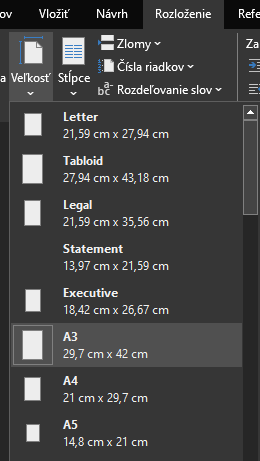 ov Vložiť Návrh Rozloženie Refe
Veľkosť
Stĺpce
Zlomy
Čísla riadkov
Rozdeľovanie slov
Za
Letter
21,59 cm x 27,94 cm
Tabloid
27,94 cm x 43,18 cm
Legal
21,59 cm x 35,56 cm
Statement
13,97 cm x 21,59 cm
Executive
18,42 cm x 26,67 cm
A3
29,7 cm x 42 cm
A4
21 cm x 29,7 cm
A5
14,8 cm x 21 cm